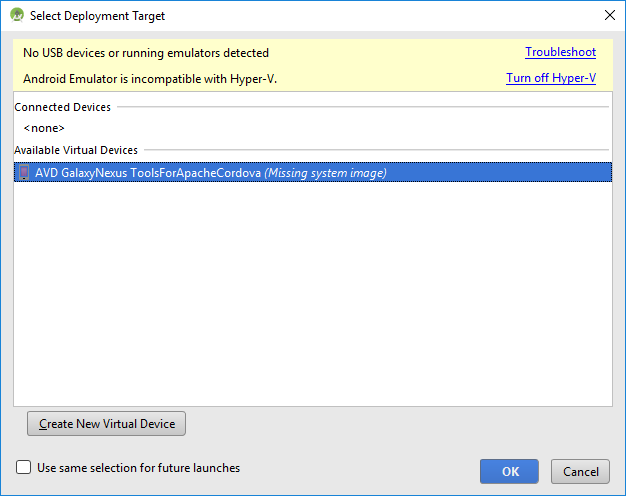 Select Deployment Target
No USB devices or running emulators detected Troubleshoot
Android Emulator is incompatible with Hyper-V. Turn off Hyper-V
Connected Devices
<none>
Available Virtual Devices
AVD GalaxyNexus ToolsForApacheCordova (Missing system image)
Create New Virtual Device
Use same selection for future launches
OK Cancel